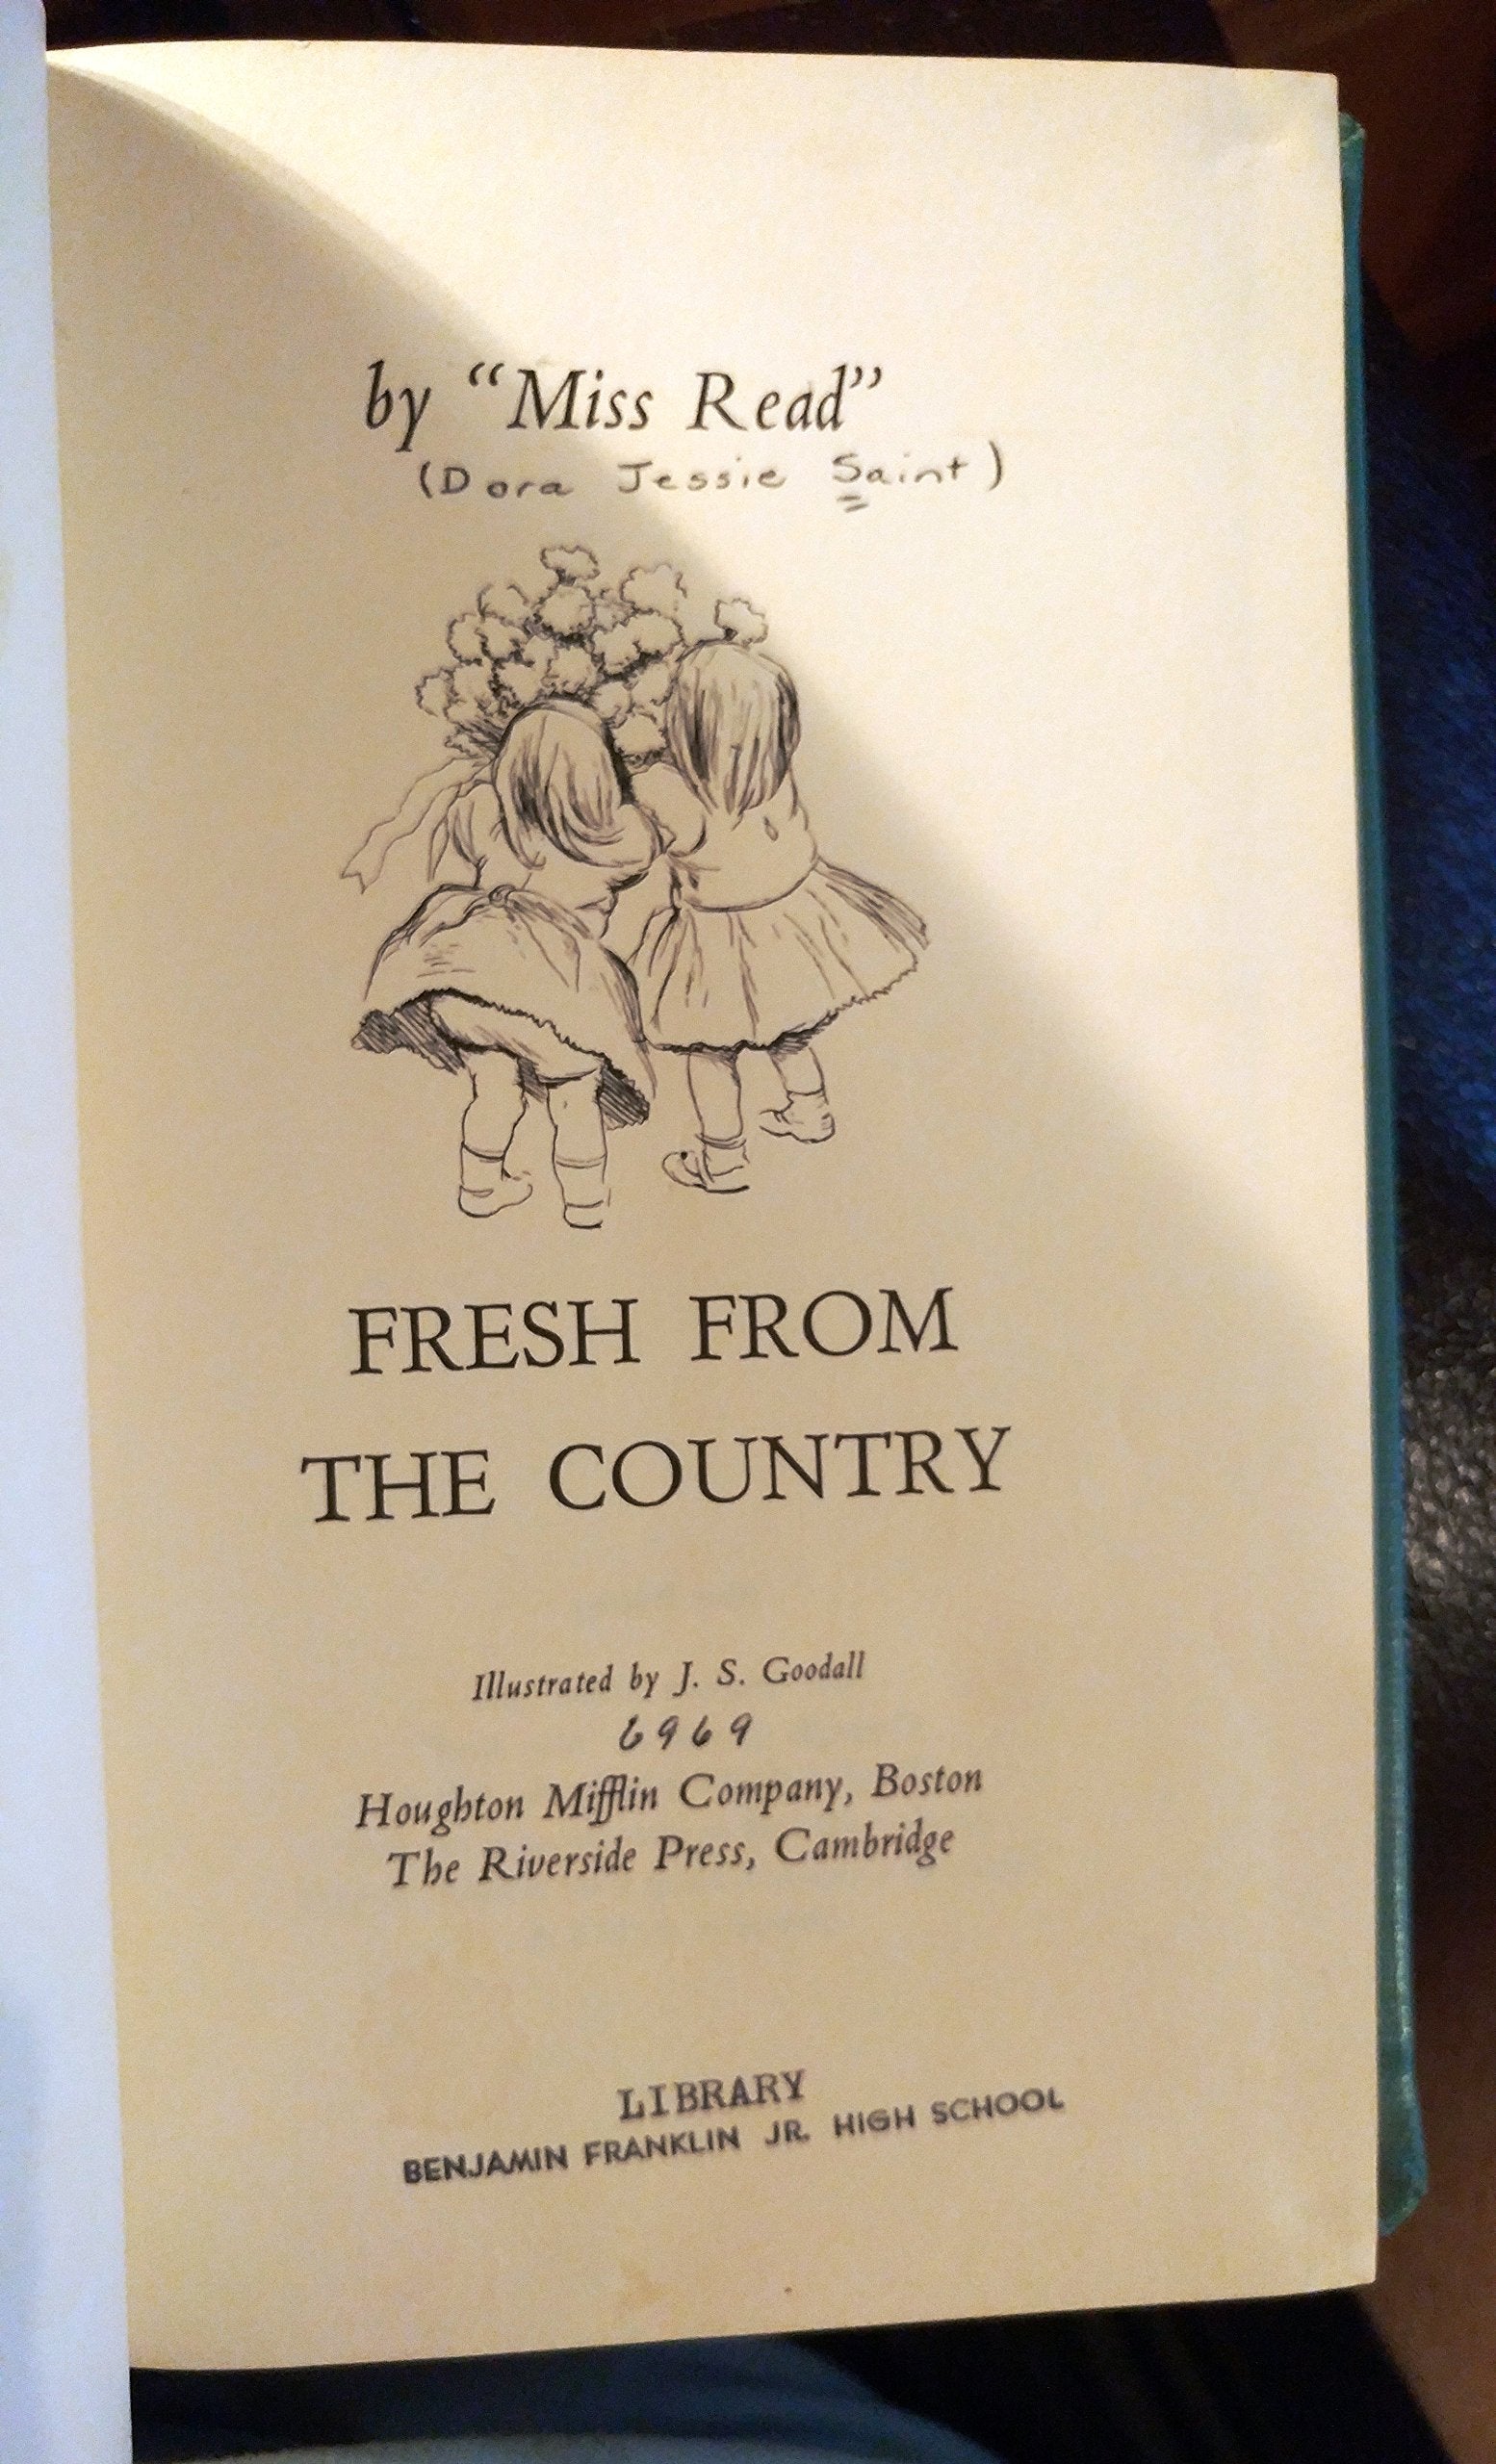 by “Miss Read”
(Dora Jessie Saint)
FRESH FROM
THE COUNTRY
Illustrated by J. S. Goodall
6969
Houghton Mifflin Company, Boston
The Riverside Press, Cambridge
LIBRARY
BENJAMIN FRANKLIN JR. HIGH SCHOOL